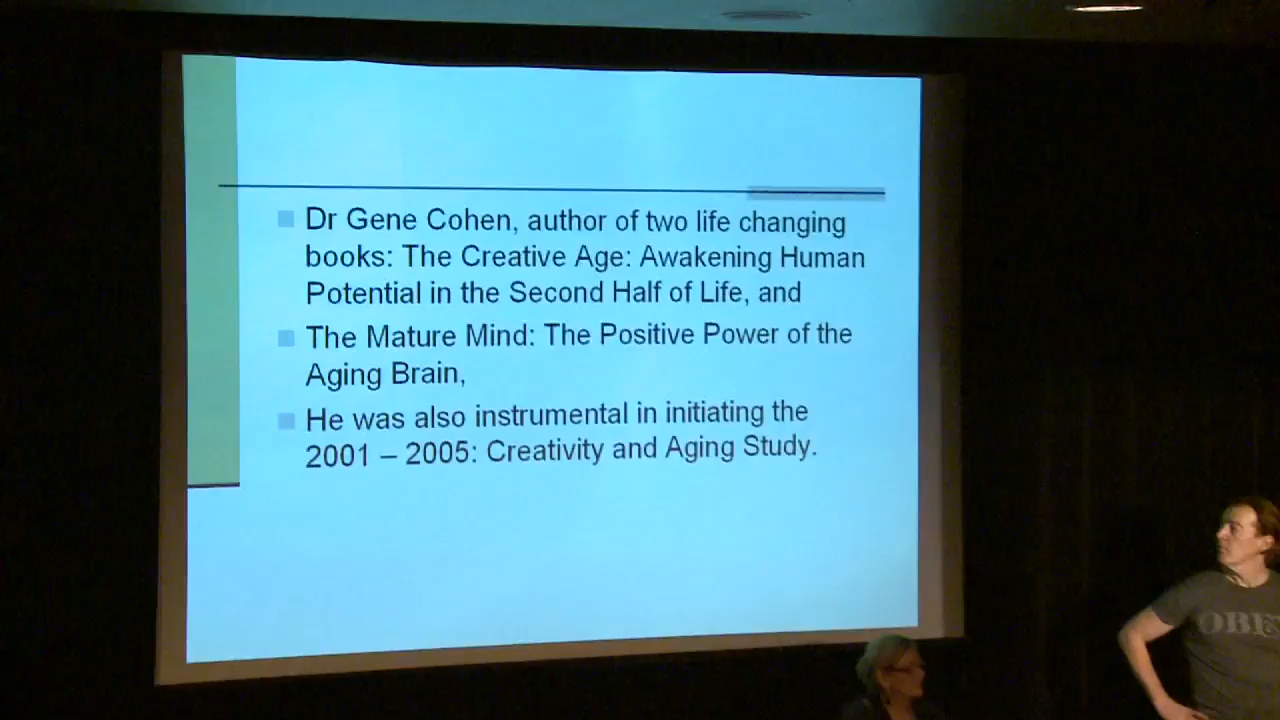 Dr Gene Cohen, author of two life changing
books: The Creative Age: Awakening Human
Potential in the Second Half of Life, and
The Mature Mind: The Positive Power of the
Aging Brain,
He was also instrumental in initiating the
2001 – 2005: Creativity and Aging Study.
OBE